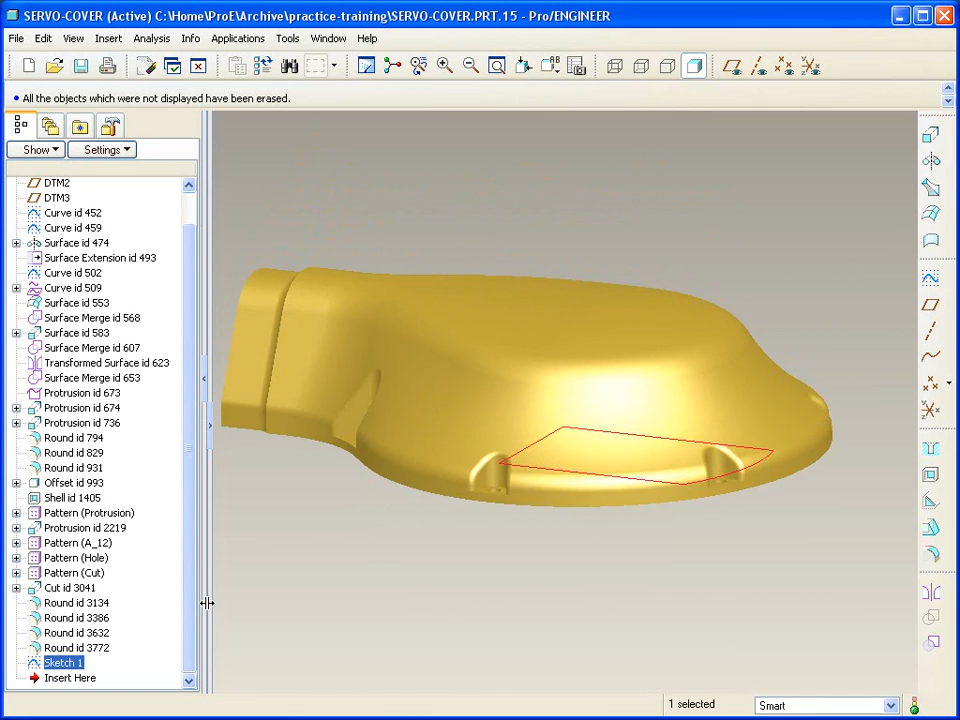 SERVO-COVER (Active) C:\Home\ProE\Archive\practice-training\SERVO-COVER.PRT.15 - Pro/ENGINEER
File Edit View Insert Analysis Info Applications Tools Window Help
• All the objects which were not displayed have been erased.
Show Settings
DTM2
DTM3
Curve id 452
Curve id 459
Surface id 474
Surface Extension id 493
Curve id 502
Curve id 509
Surface id 553
Surface Merge id 568
Surface id 583
Surface Merge id 607
Transformed Surface id 623
Surface Merge id 653
Protrusion id 673
Protrusion id 674
Protrusion id 736
Round id 794
Round id 829
Round id 931
Offset id 993
Shell id 1405
Pattern (Protrusion)
Protrusion id 2219
Pattern (A_12)
Pattern (Hole)
Pattern (Cut)
Cut id 3041
Round id 3134
Round id 3386
Round id 3632
Round id 3772
Sketch 1
Insert Here
1 selected
Smart